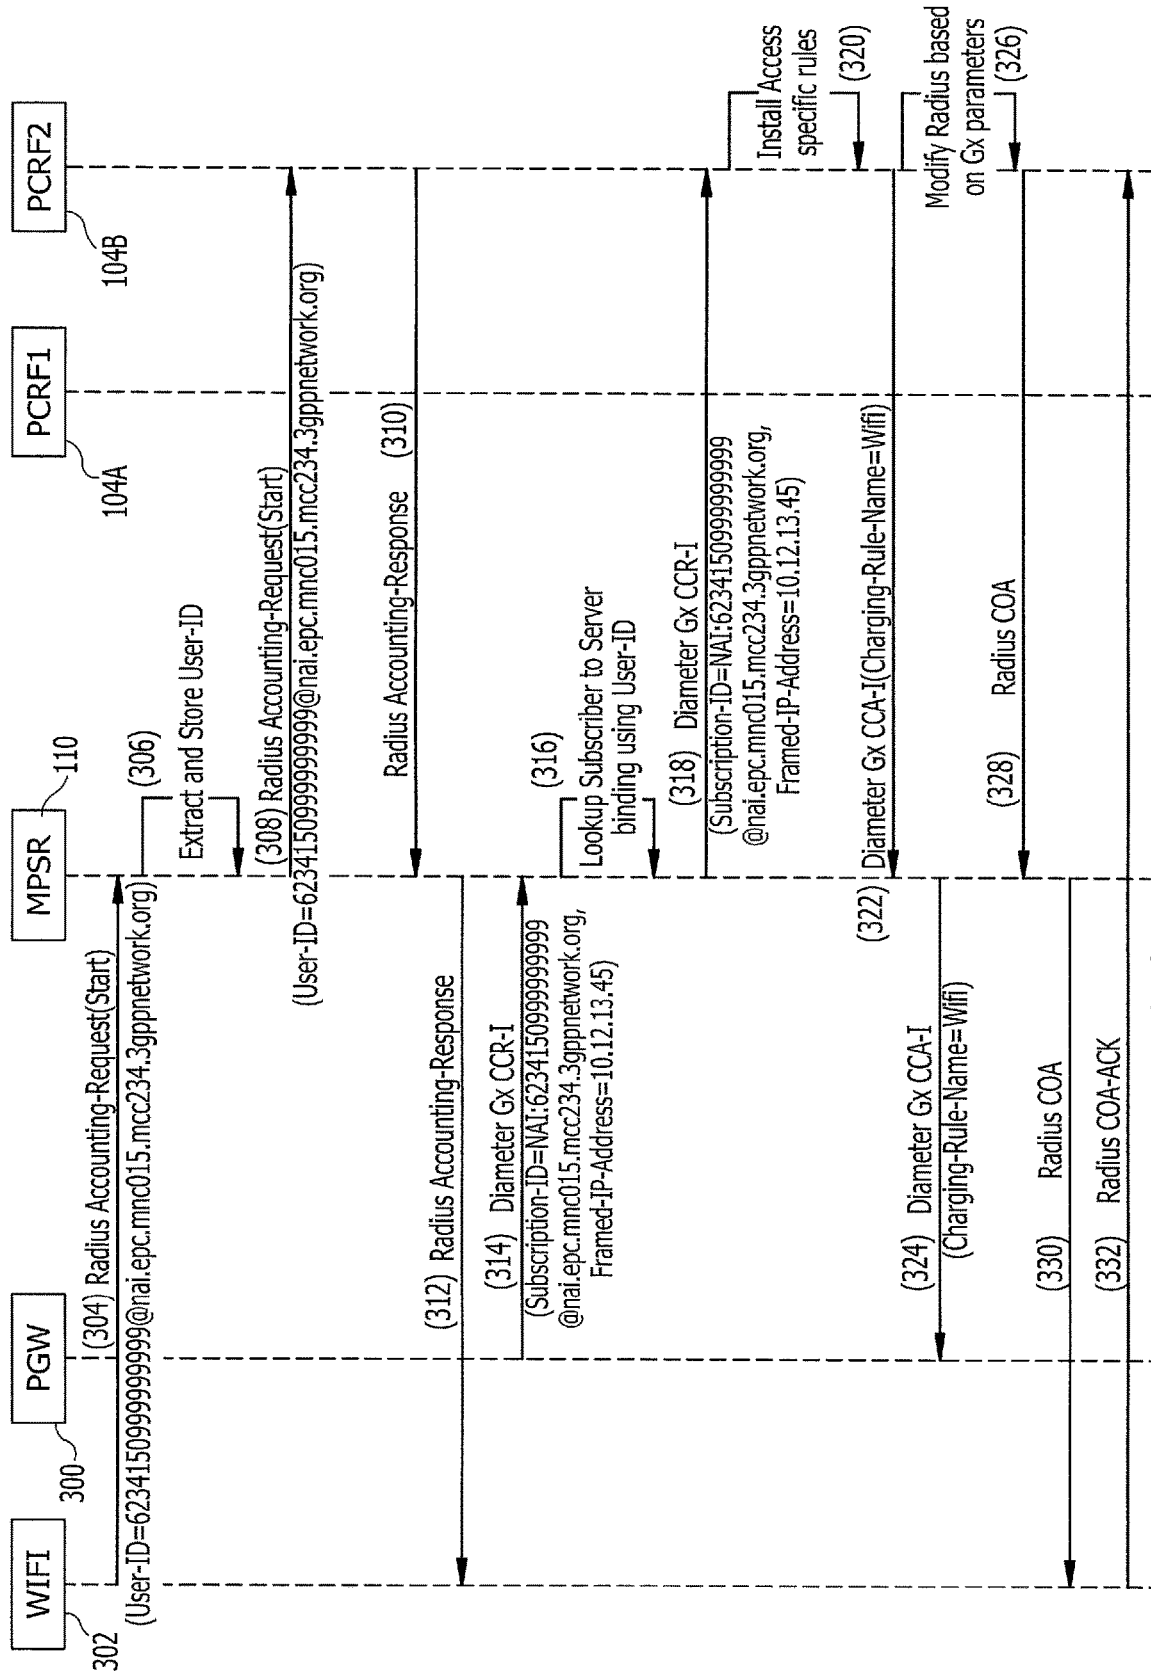 WIFI
302
PGW
300
MPSR
110
PCRF1
104A
PCRF2
104B
(304) Radius Accounting-Request(Start)
(User-ID=6234150999999999@nai.epc.mnc015.mcc234.3gppnetwork.org)
(306)
Extract and Store User-ID
(308) Radius Accounting-Request(Start)
(User-ID=6234150999999999@nai.epc.mnc015.mcc234.3gppnetwork.org)
Radius Accounting-Response (310)
(312) Radius Accounting-Response
(314) Diameter Gx CCR-I
(Subscription-ID=NAI:6234150999999999
@nai.epc.mnc015.mcc234.3gppnetwork.org,
Framed-IP-Address=10.12.13.45)
(316)
Lookup Subscriber to Server
binding using User-ID
(318) Diameter Gx CCR-I
(Subscription-ID=NAI:6234150999999999
@nai.epc.mnc015.mcc234.3gppnetwork.org,
Framed-IP-Address=10.12.13.45)
Install Access
specific rules
(320)
(322) Diameter Gx CCA-I(Charging-Rule-Name=Wifi)
(324) Diameter Gx CCA-I
(Charging-Rule-Name=Wifi)
Modify Radius based
on Gx parameters
(326)
(328) Radius COA
(330) Radius COA
(332) Radius COA-ACK